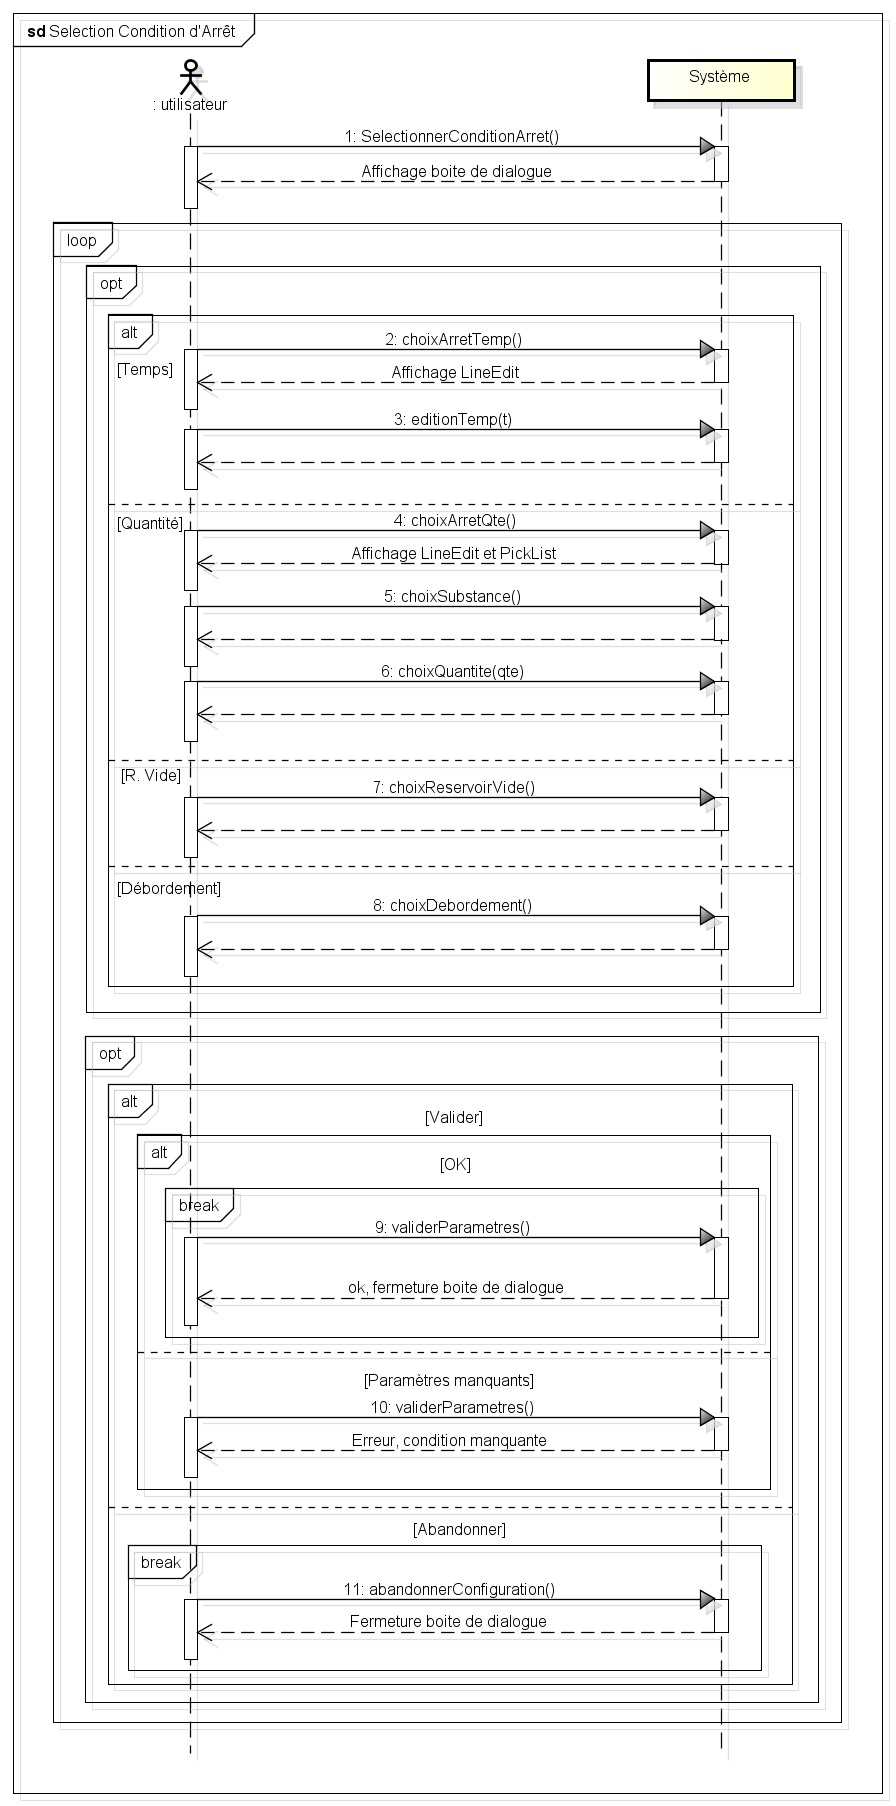 sd Selection Condition d'Arrêt
: utilisateur
Système
1: SelectionnerConditionArret()
Affichage boite de dialogue
loop
opt
alt
2: choixArretTemp()
[Temps]
Affichage LineEdit
3: editionTemp(t)
[Quantité]
4: choixArretQte()
Affichage LineEdit et PickList
5: choixSubstance()
6: choixQuantite(qte)
[R. Vide]
7: choixReservoirVide()
[Débordement]
8: choixDebordement()
opt
alt
[Valider]
alt
[OK]
break
9: validerParametres()
ok, fermeture boite de dialogue
[Paramètres manquants]
10: validerParametres()
Erreur, condition manquante
[Abandonner]
break
11: abandonnerConfiguration()
Fermeture boite de dialogue